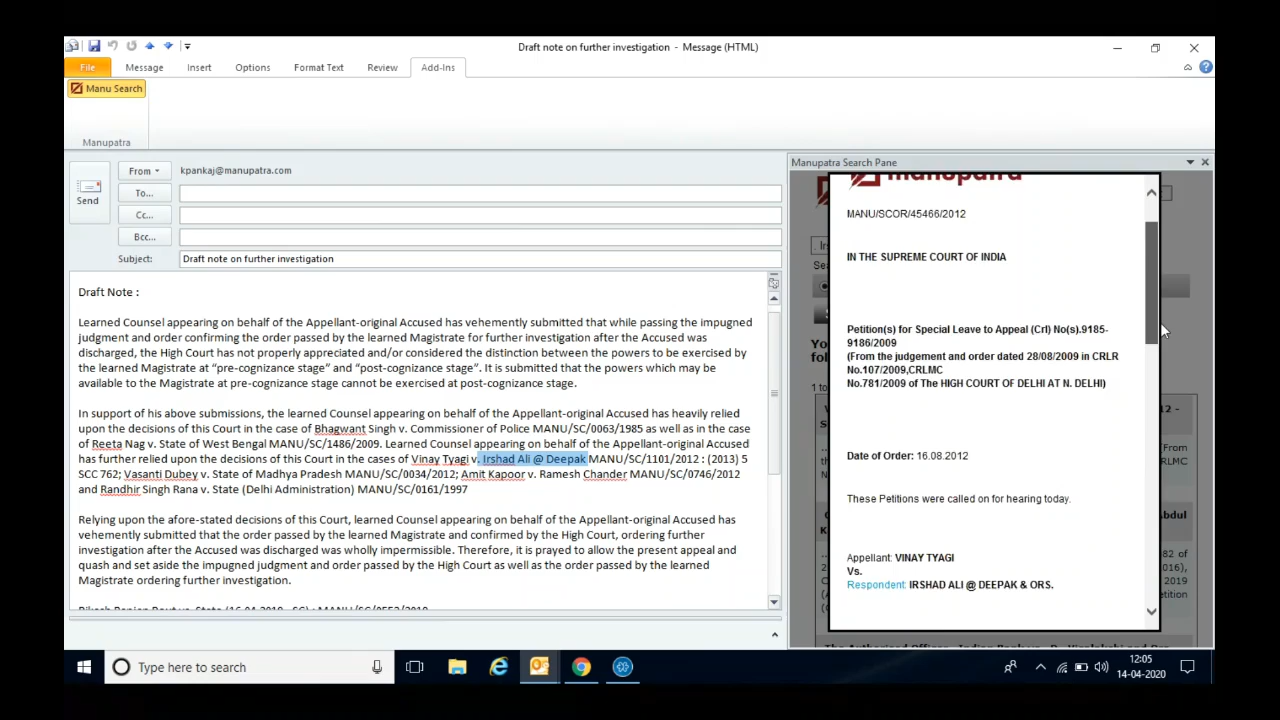 Draft note on further investigation - Message (HTML)
File Message Insert Options Format Text Review Add-Ins
Manu Search
Manupatra
From kpankaj@manupatra.com
To...
Cc...
Bcc...
Send
Subject: Draft note on further investigation
Draft Note :
Learned Counsel appearing on behalf of the Appellant-original Accused has vehemently submitted that while passing the impugned
judgment and order confirming the order passed by the learned Magistrate for further investigation after the Accused was
discharged, the High Court has not properly appreciated and/or considered the distinction between the powers to be exercised by
the learned Magistrate at “pre-cognizance stage” and “post-cognizance stage”. It is submitted that the powers which may be
available to the Magistrate at pre-cognizance stage cannot be exercised at post-cognizance stage.
In support of his above submissions, the learned Counsel appearing on behalf of the Appellant-original Accused has heavily relied
upon the decisions of this Court in the case of Bhagwant Singh v. Commissioner of Police MANU/SC/0063/1985 as well as in the case
of Reeta Nag v. State of West Bengal MANU/SC/1486/2009. Learned Counsel appearing on behalf of the Appellant-original Accused
has further relied upon the decisions of this Court in the cases of Vinay Tyagi v. Irshad Ali @ Deepak MANU/SC/1101/2012 : (2013) 5
SCC 762; Vasanti Dubey v. State of Madhya Pradesh MANU/SC/0034/2012; Amit Kapoor v. Ramesh Chander MANU/SC/0746/2012
and Randhir Singh Rana v. State (Delhi Administration) MANU/SC/0161/1997
Relying upon the afore-stated decisions of this Court, learned Counsel appearing on behalf of the Appellant-original Accused has
vehemently submitted that the order passed by the learned Magistrate and confirmed by the High Court, ordering further
investigation after the Accused was discharged was wholly impermissible. Therefore, it is prayed to allow the present appeal and
quash and set aside the impugned judgment and order passed by the High Court as well as the order passed by the learned
Magistrate ordering further investigation.
Manupatra Search Pane
manupatra
MANU/SCOR/45466/2012
IN THE SUPREME COURT OF INDIA
Petition(s) for Special Leave to Appeal (Crl) No(s).9185-
9186/2009
(From the judgement and order dated 28/08/2009 in CRLR
No.107/2009,CRLMC
No.781/2009 of The HIGH COURT OF DELHI AT N. DELHI)
Date of Order: 16.08.2012
These Petitions were called on for hearing today.
Appellant: VINAY TYAGI
Vs.
Respondent: IRSHAD ALI @ DEEPAK & ORS.
Type here to search
12:05
14-04-2020